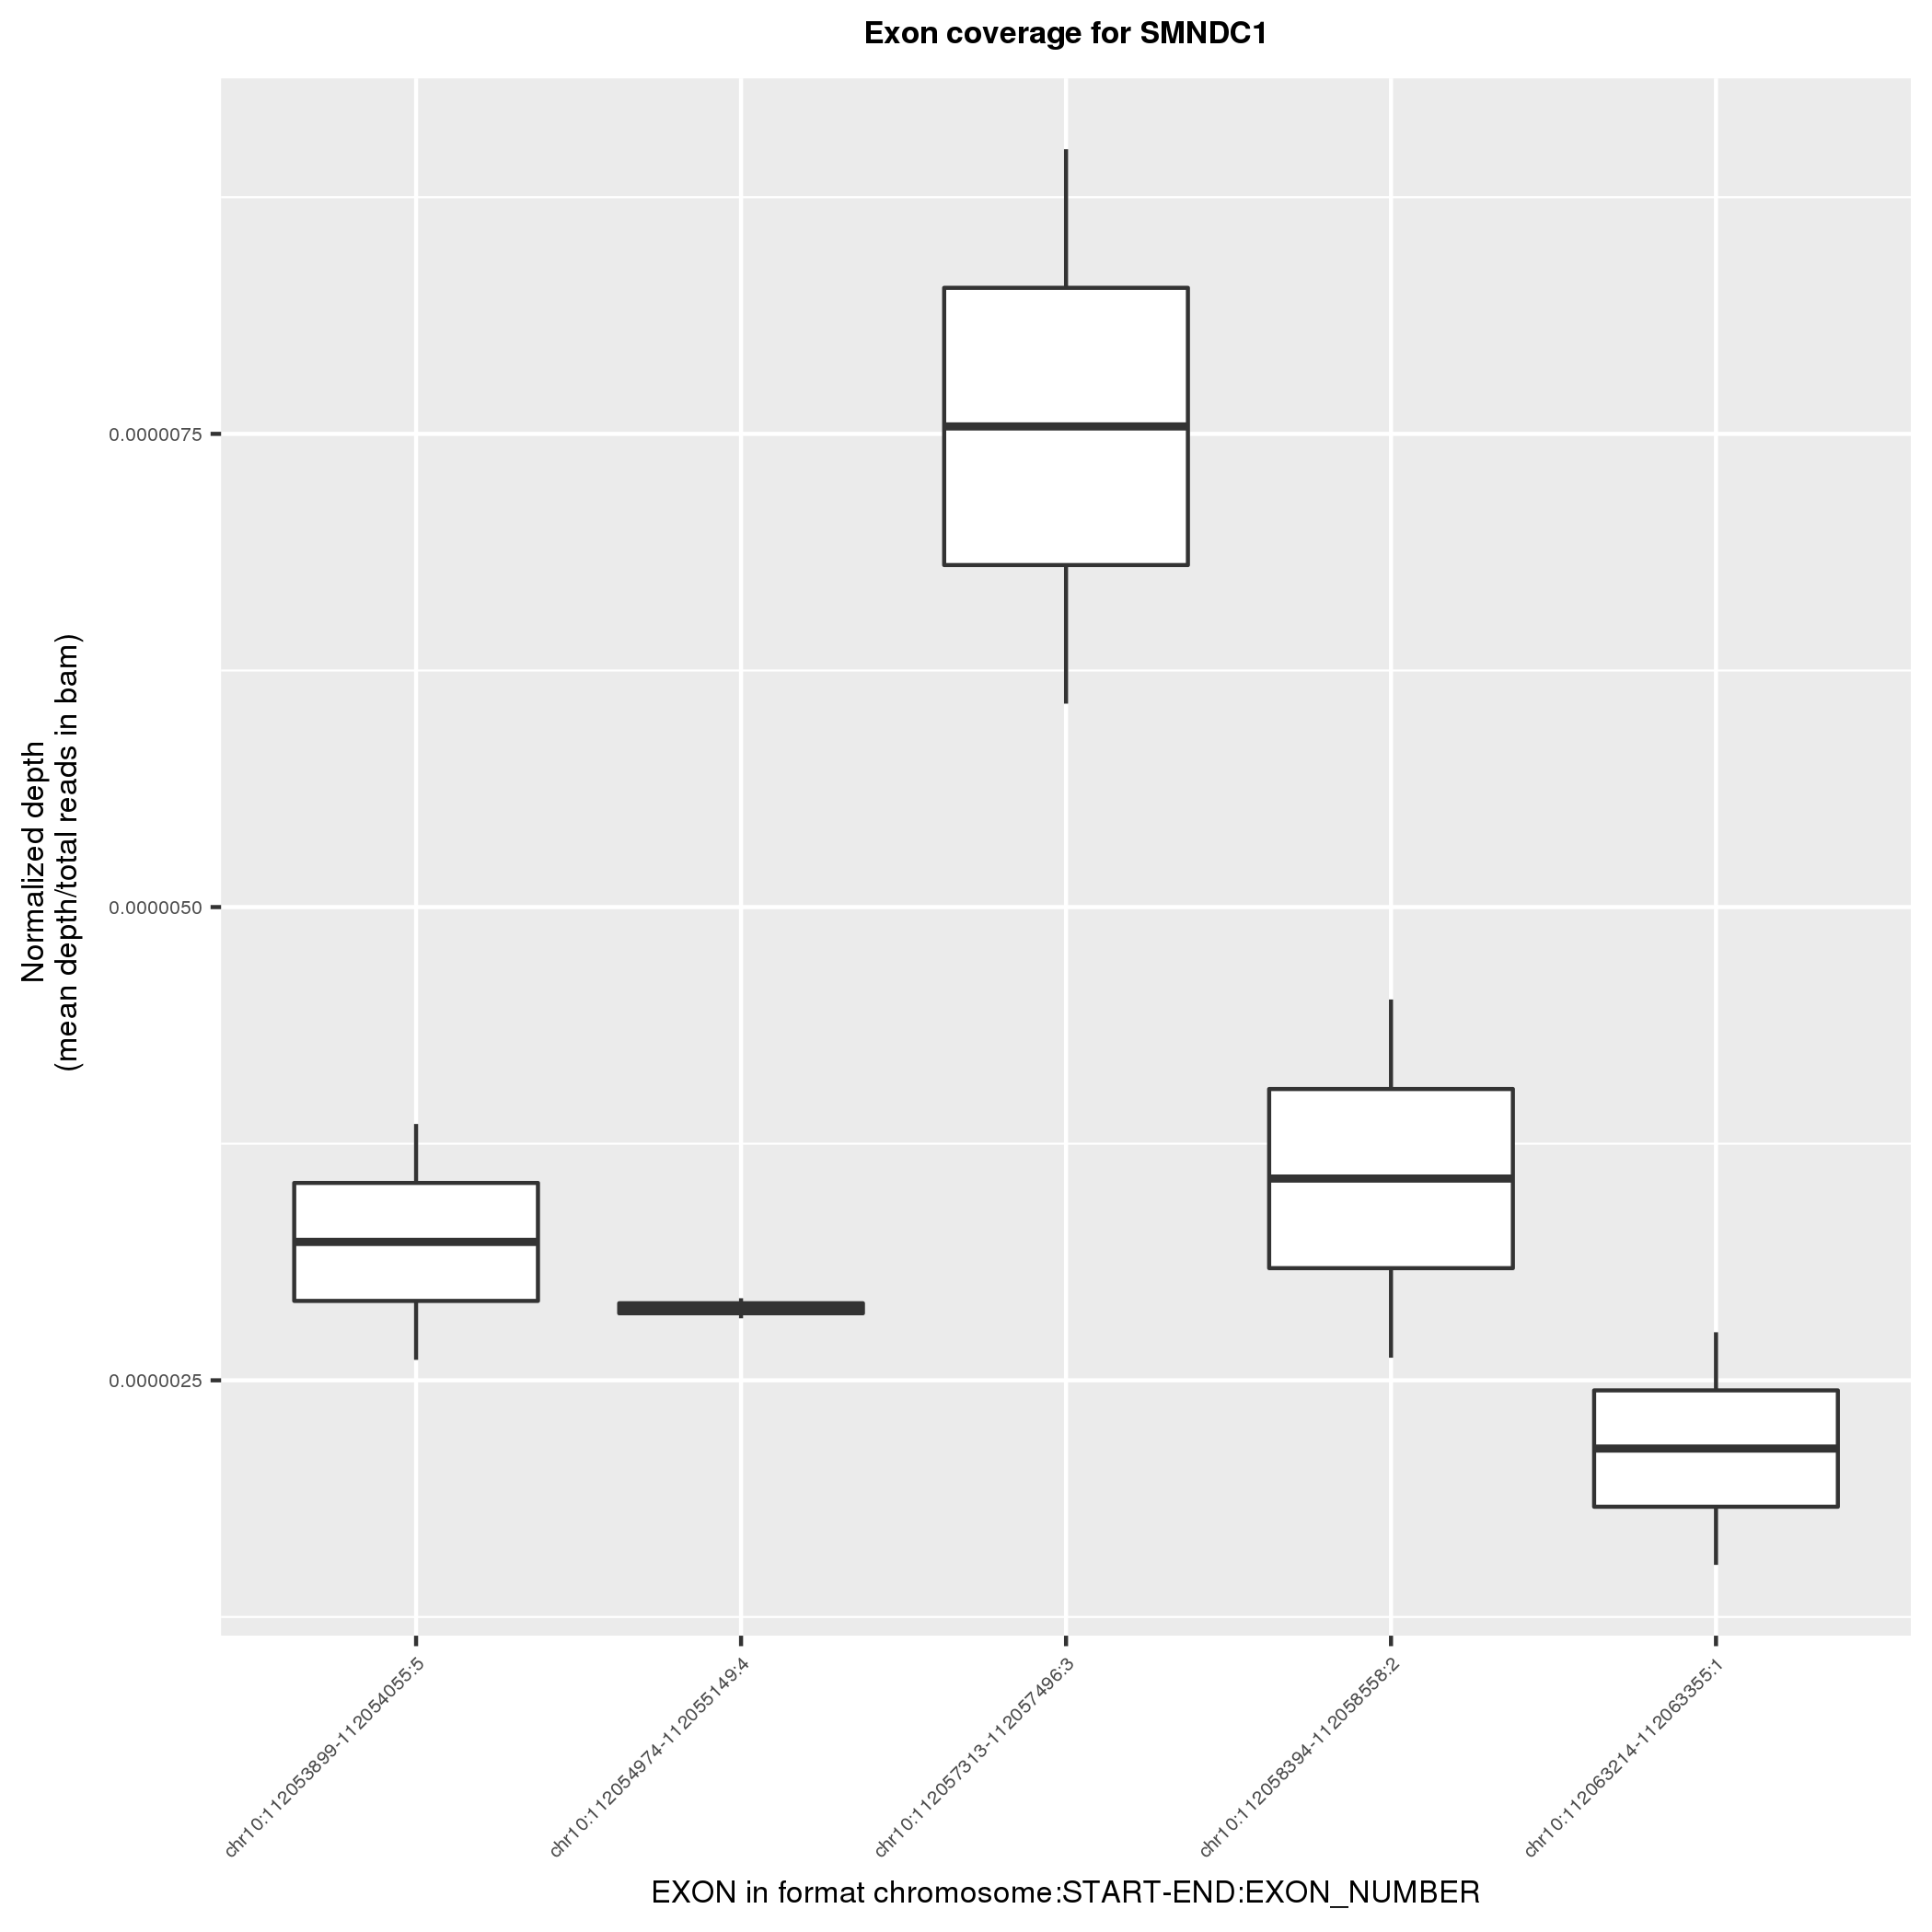 Exon coverage for SMNDC1
Normalized depth
(mean depth/total reads in bam)
0.0000075
0.0000050
0.0000025
chr10:112053899-112054055:5
chr10:112054974-112055149:4
chr10:112057313-112057496:3
chr10:112058394-112058558:2
chr10:112063214-112063355:1
EXON in format chromosome:START-END:EXON_NUMBER